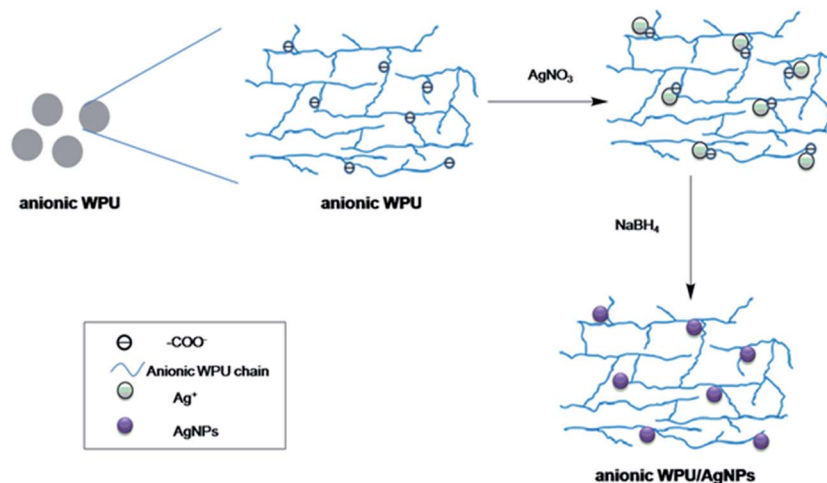 AgNO₃
anionic WPU
anionic WPU
NaBH₄
-COO⁻
Anionic WPU chain
Ag⁺
AgNPs
anionic WPU/AgNPs